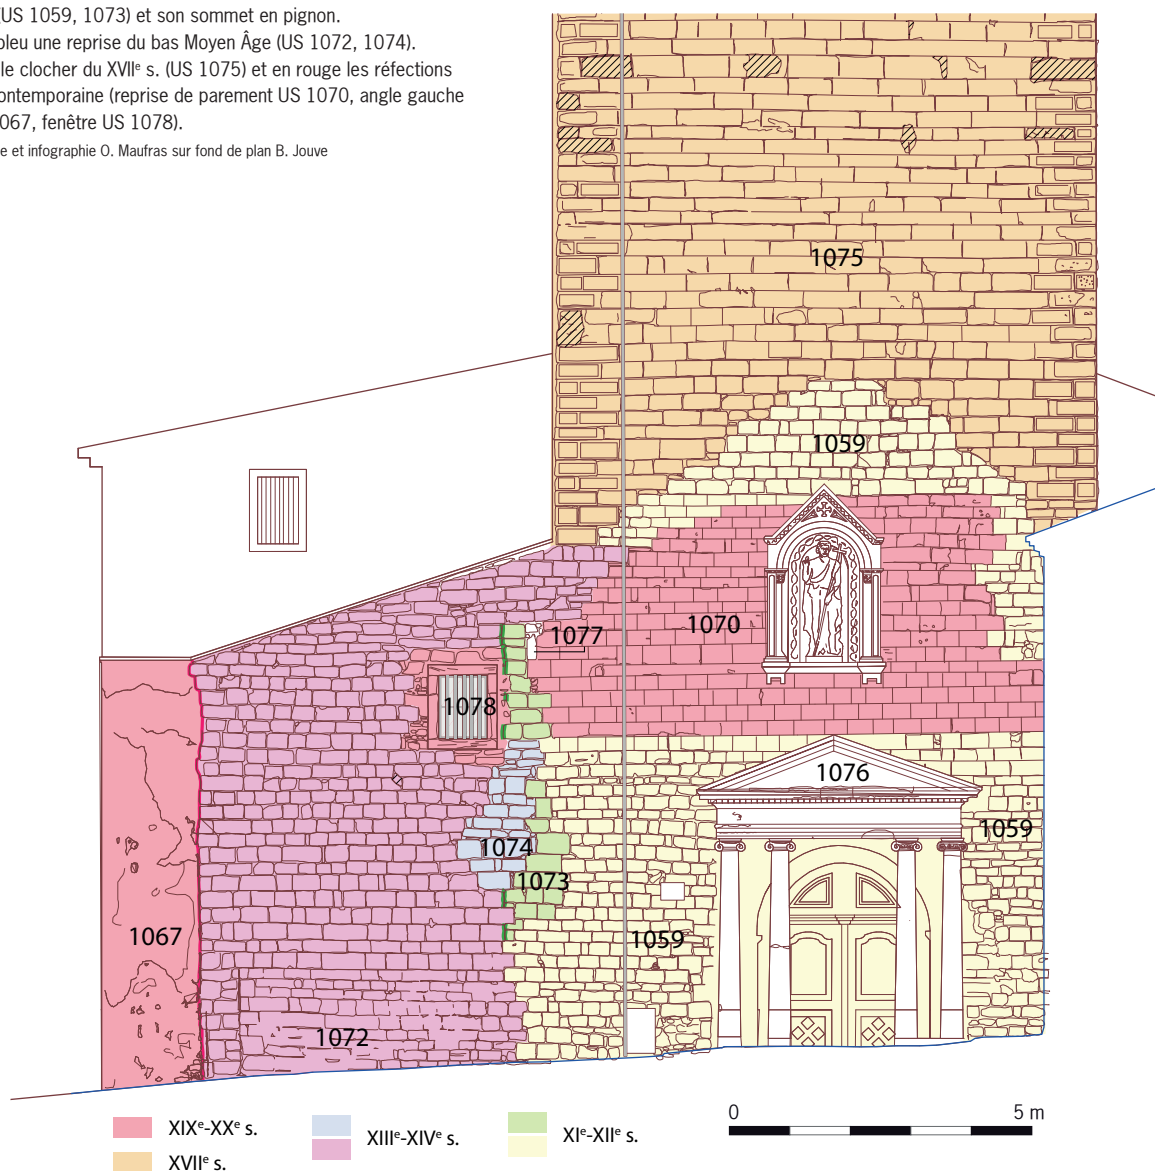 (US 1059, 1073) et son sommet en pignon.
bleu une reprise du bas Moyen Âge (US 1072, 1074).
le clocher du XVIIe s. (US 1075) et en rouge les réfections
ontemporaine (reprise de parement US 1070, angle gauche
067, fenêtre US 1078).
e et infographie O. Maufras sur fond de plan B. Jouve
1075
1059
1077
1070
1078
1076
1059
1074
1073
1067
1059
1072
0 5 m
XIXe-XXe s.
XIIIe-XIVe s.
XIe-XIIe s.
XVIIe s.